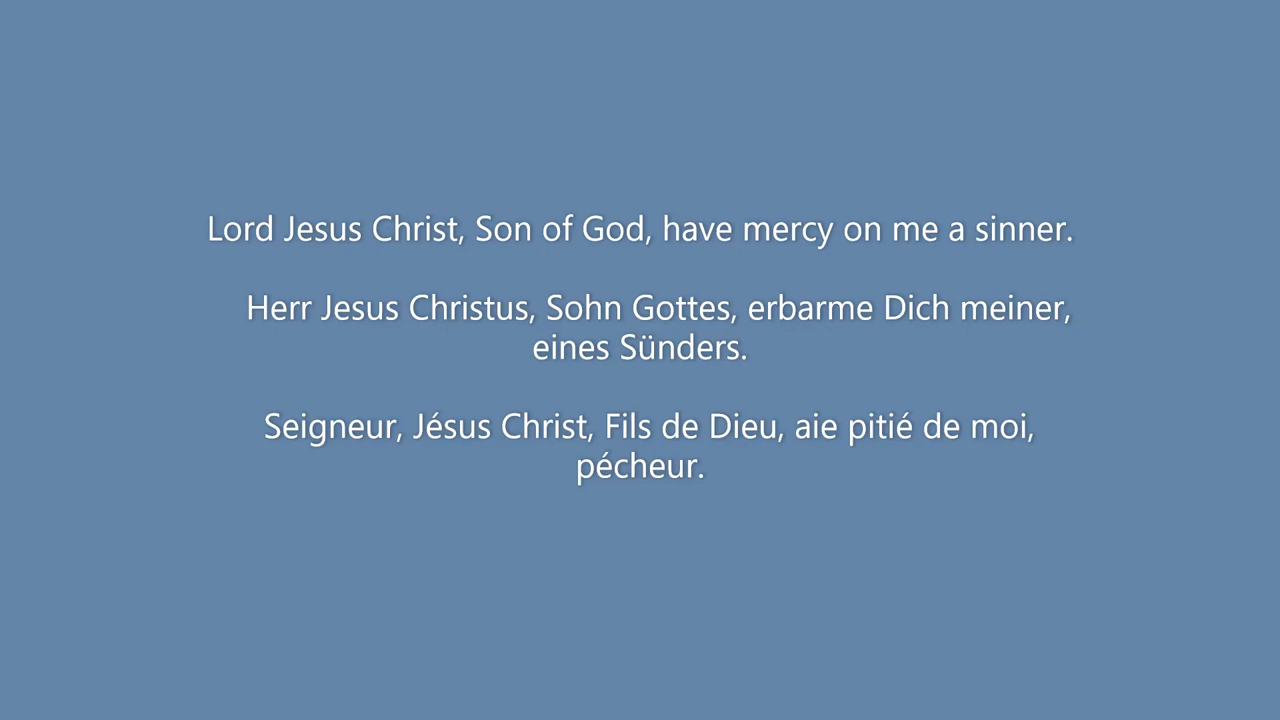 Lord Jesus Christ, Son of God, have mercy on me a sinner.
Herr Jesus Christus, Sohn Gottes, erbarme Dich meiner,
eines Sünders.
Seigneur, Jésus Christ, Fils de Dieu, aie pitié de moi,
pécheur.